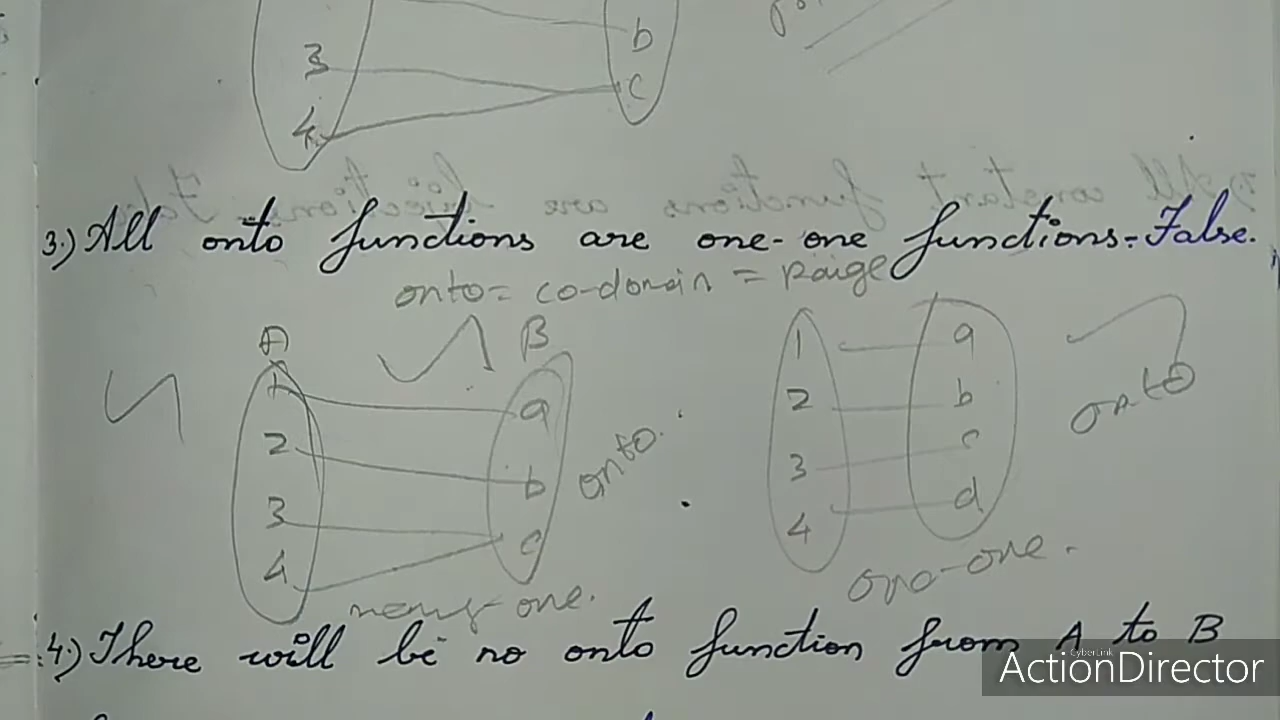 b
3
c
4
3.) All onto functions are one-one functions = False.
onto = co-domain = range
A B
1 a
2 b
3 c
4
onto.
many-one.
1 a
2 b
3 c
4 d
onto
one-one.
4) There will be no onto function from A to B
CyberLink
ActionDirector